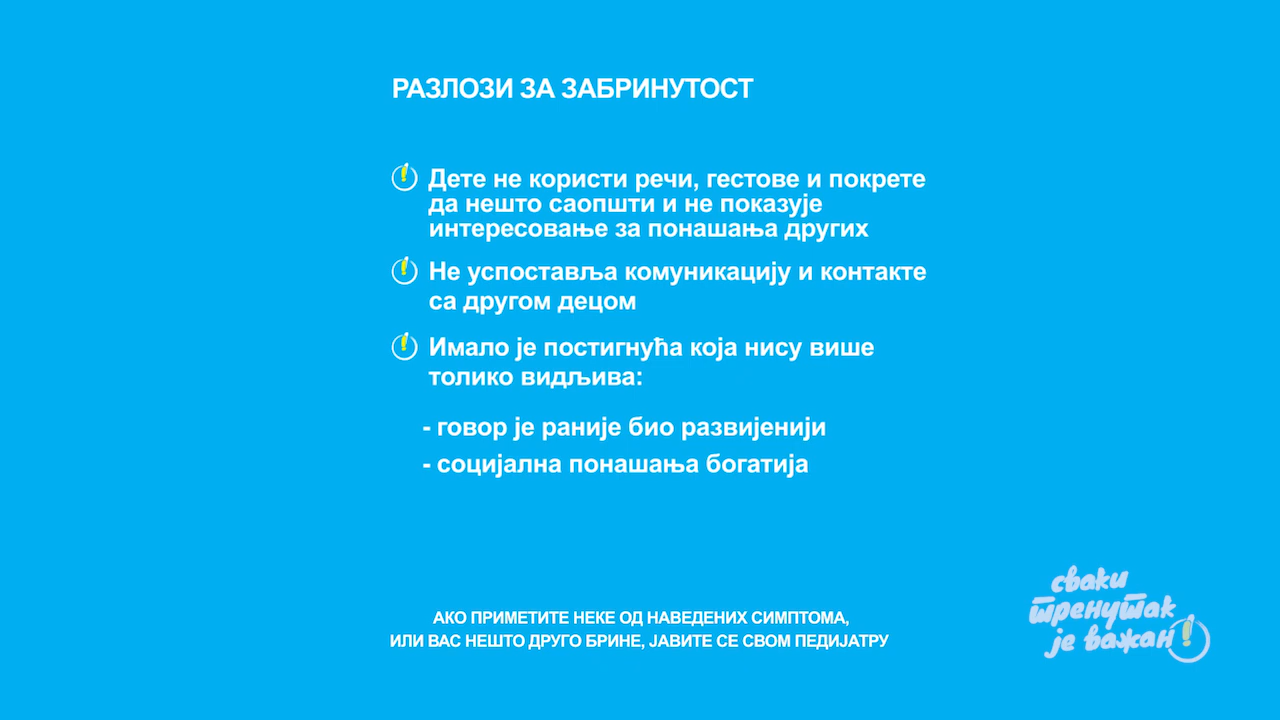 РАЗЛОЗИ ЗА ЗАБРИНУТОСТ
Дете не користи речи, гестове и покрете
да нешто саопшти и не показује
интересовање за понашања других
Не успоставља комуникацију и контакте
са другом децом
Имало је постигнућа која нису више
толико видљива:
- говор је раније био развијенији
- социјална понашања богатија
АКО ПРИМЕТИТЕ НЕКЕ ОД НАВЕДЕНИХ СИМПТОМА,
ИЛИ ВАС НЕШТО ДРУГО БРИНЕ, ЈАВИТЕ СЕ СВОМ ПЕДИЈАТРУ
сваки
тренутак
је важан!